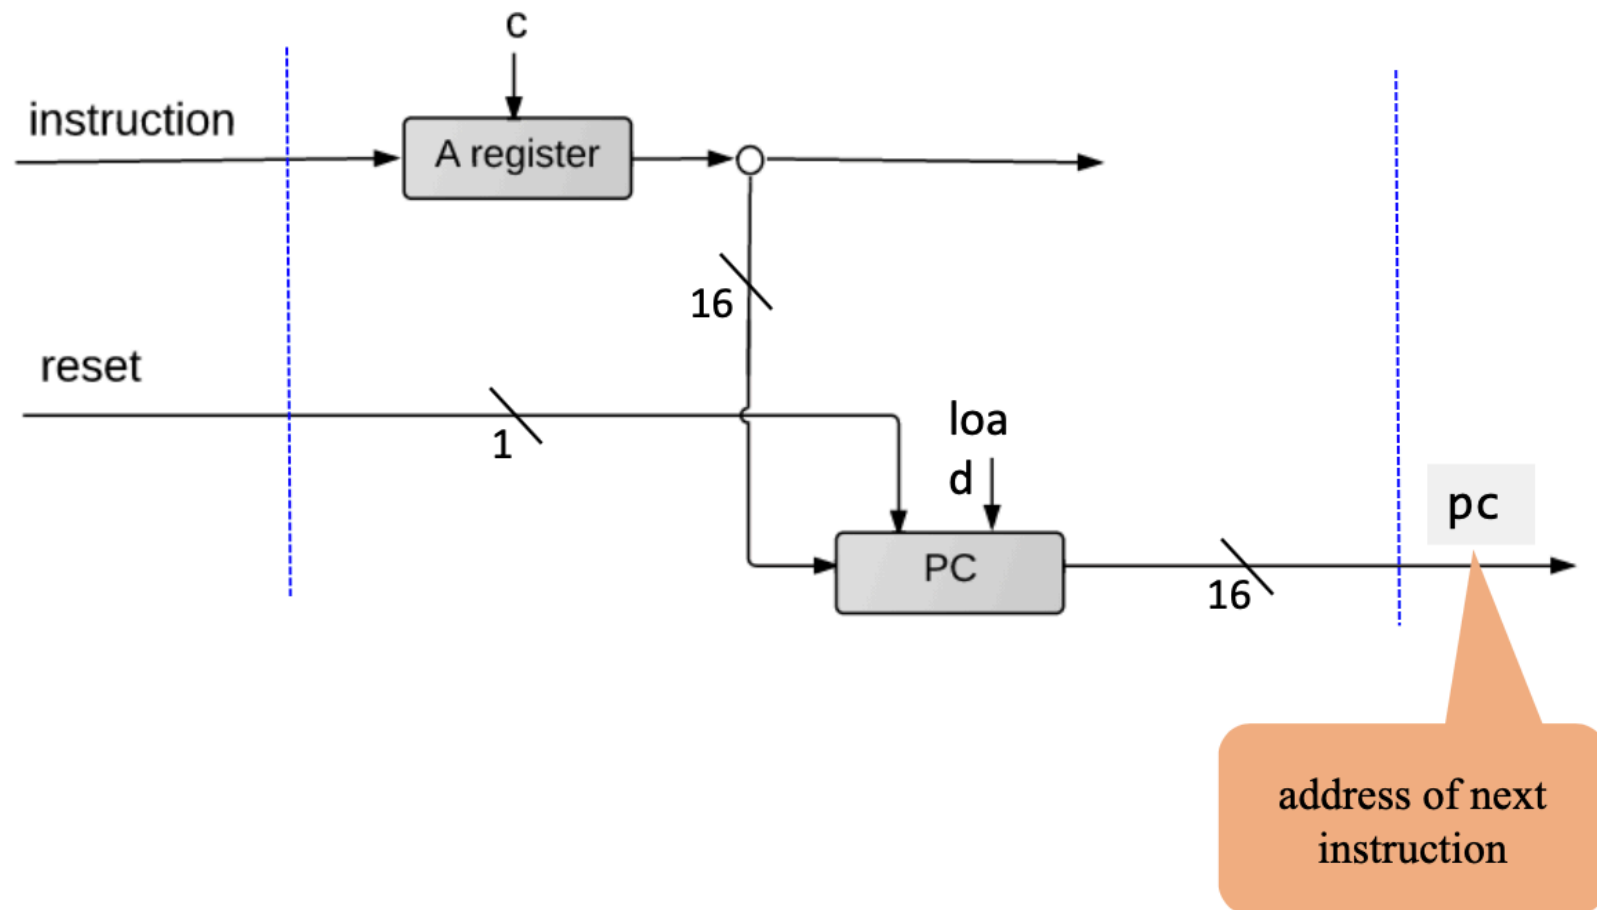 c
instruction
A register
16
reset
1
loa
d
pc
PC
16
address of next
instruction